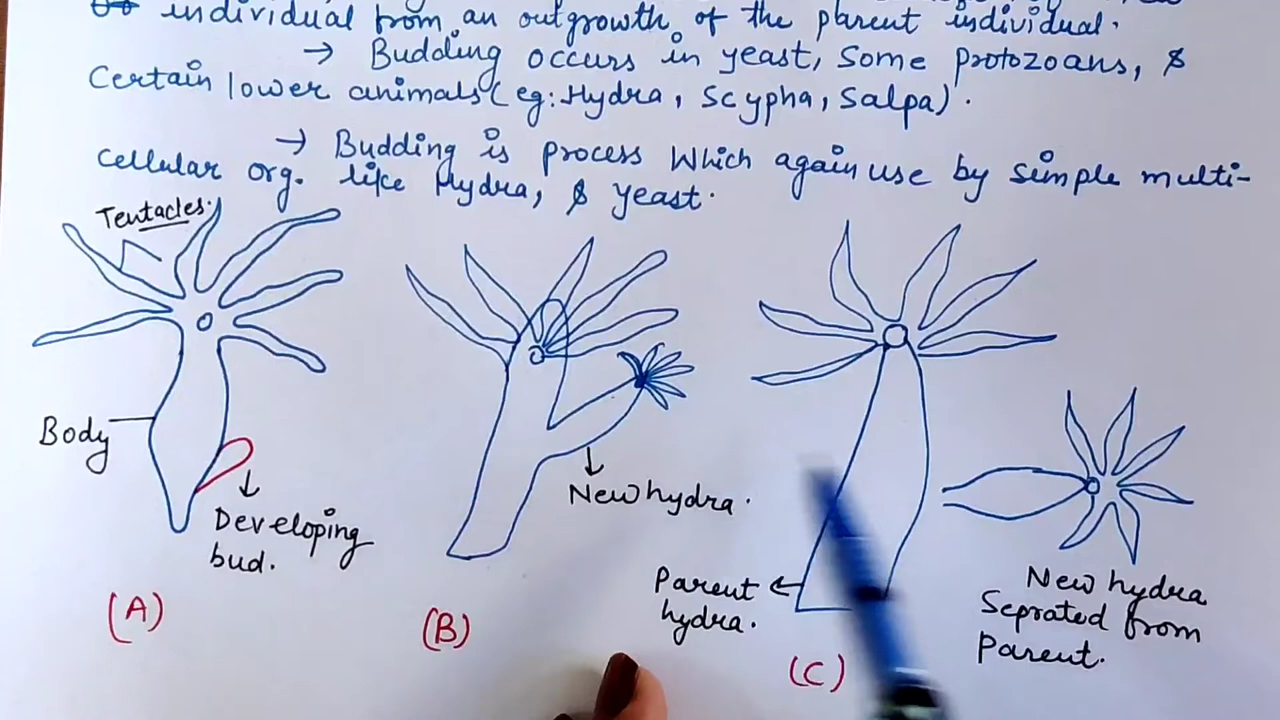 individual from an outgrowth of the parent individual.
→ Budding occurs in yeast, Some Protozoans, &
Certain lower animals (eg: Hydra, Scypha, Salpa).
→ Budding is process Which again use by simple multi-
cellular org. like Hydra, & yeast.
Tentacles.
Body
Developing
bud.
(A)
New hydra.
(B)
Parent
hydra.
(C)
New hydra
Seprated from
Parent.